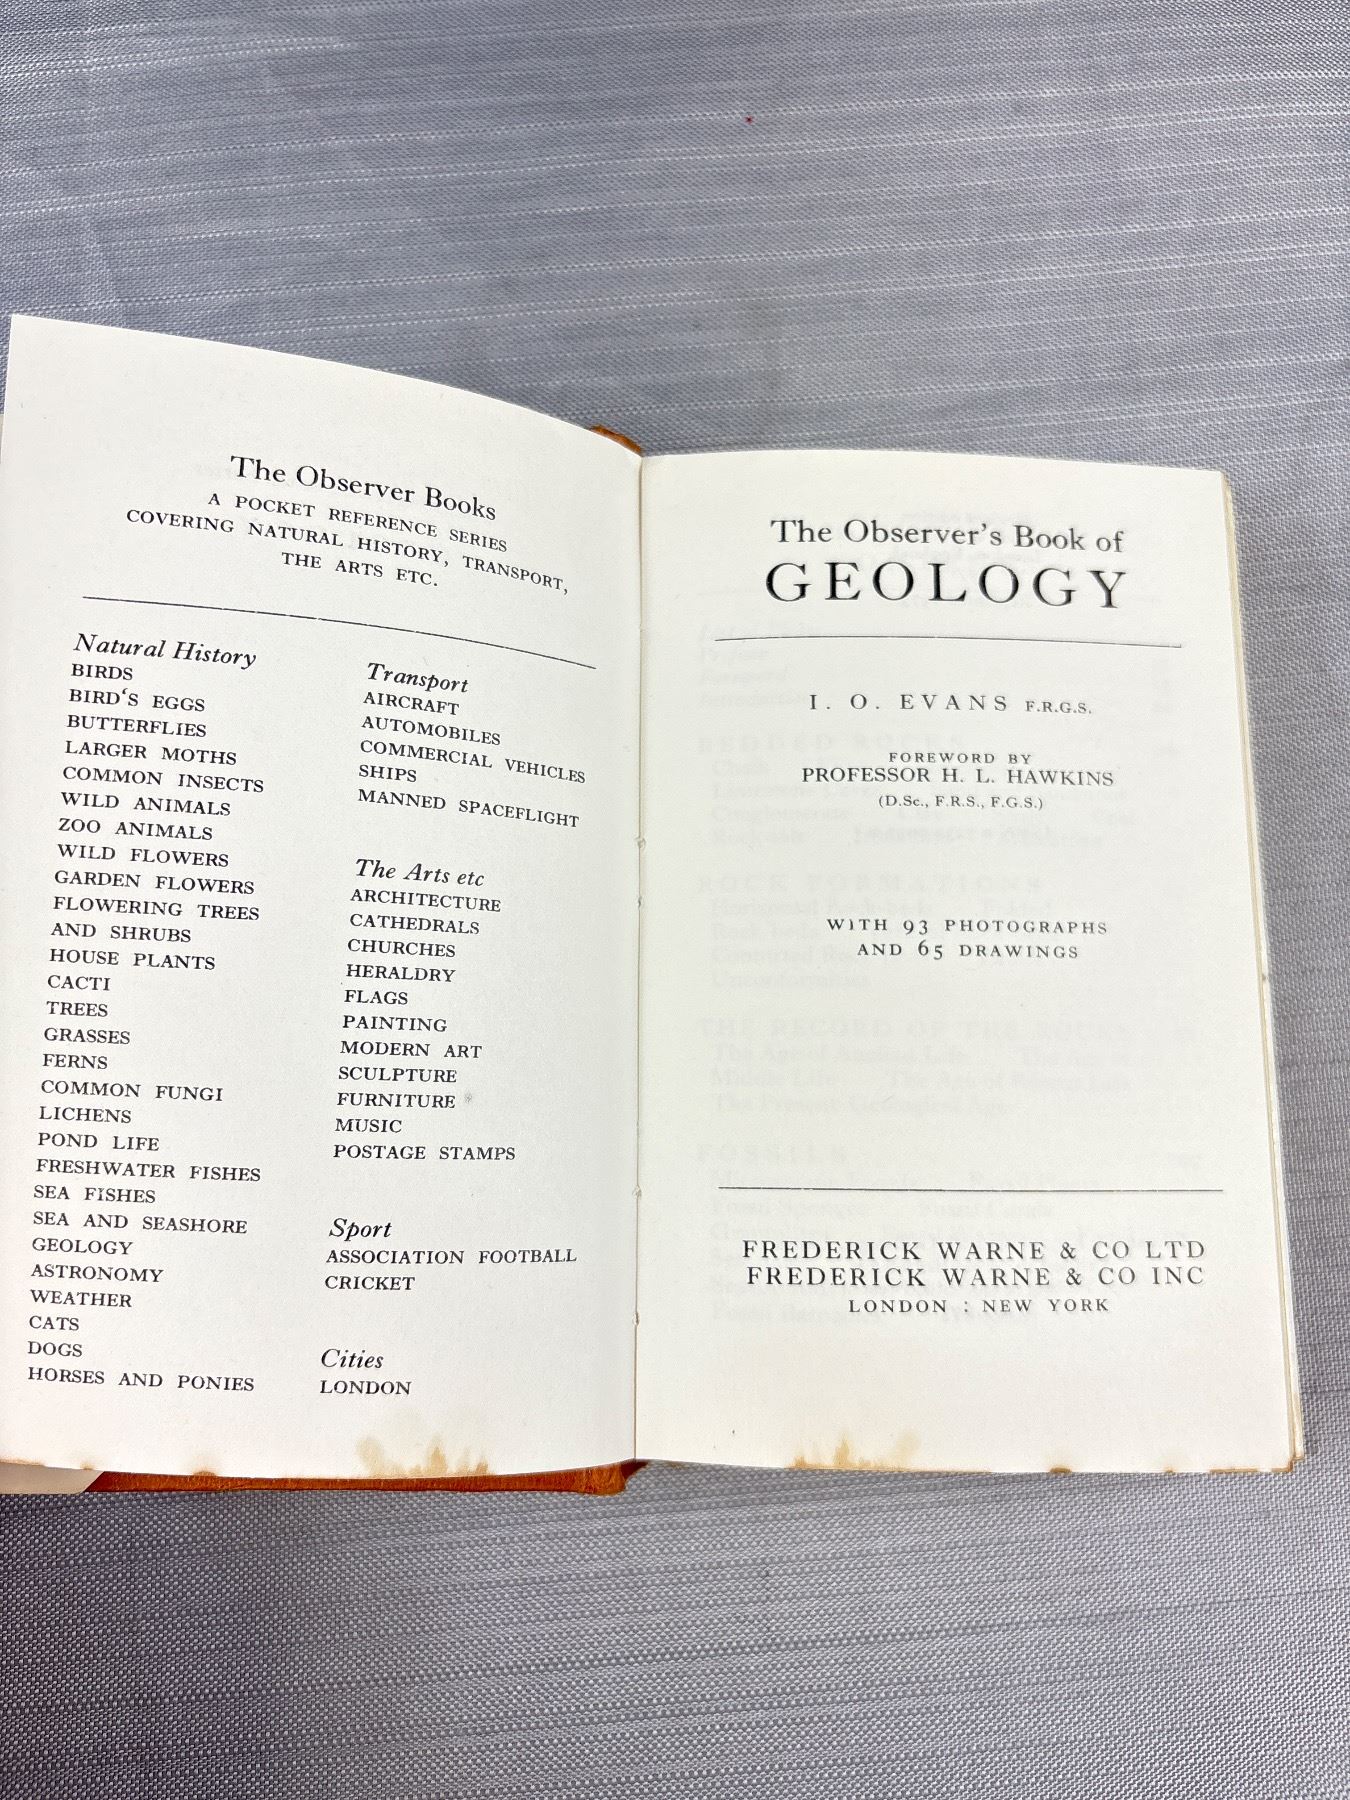 The Observer Books
A POCKET REFERENCE SERIES
COVERING NATURAL HISTORY, TRANSPORT,
THE ARTS ETC.
Natural History
BIRDS
BIRD'S EGGS
BUTTERFLIES
LARGER MOTHS
COMMON INSECTS
WILD ANIMALS
ZOO ANIMALS
WILD FLOWERS
GARDEN FLOWERS
FLOWERING TREES
AND SHRUBS
HOUSE PLANTS
CACTI
TREES
GRASSES
FERNS
COMMON FUNGI
LICHENS
POND LIFE
FRESHWATER FISHES
SEA FISHES
SEA AND SEASHORE
GEOLOGY
ASTRONOMY
WEATHER
CATS
DOGS
HORSES AND PONIES
Transport
AIRCRAFT
AUTOMOBILES
COMMERCIAL VEHICLES
SHIPS
MANNED SPACEFLIGHT
The Arts etc
ARCHITECTURE
CATHEDRALS
CHURCHES
HERALDRY
FLAGS
PAINTING
MODERN ART
SCULPTURE
FURNITURE
MUSIC
POSTAGE STAMPS
Sport
ASSOCIATION FOOTBALL
CRICKET
Cities
LONDON
The Observer's Book of
GEOLOGY
I. O. EVANS F.R.G.S.
FOREWORD BY
PROFESSOR H. L. HAWKINS
(D.Sc., F.R.S., F.G.S.)
WITH 93 PHOTOGRAPHS
AND 65 DRAWINGS
FREDERICK WARNE & CO LTD
FREDERICK WARNE & CO INC
LONDON : NEW YORK